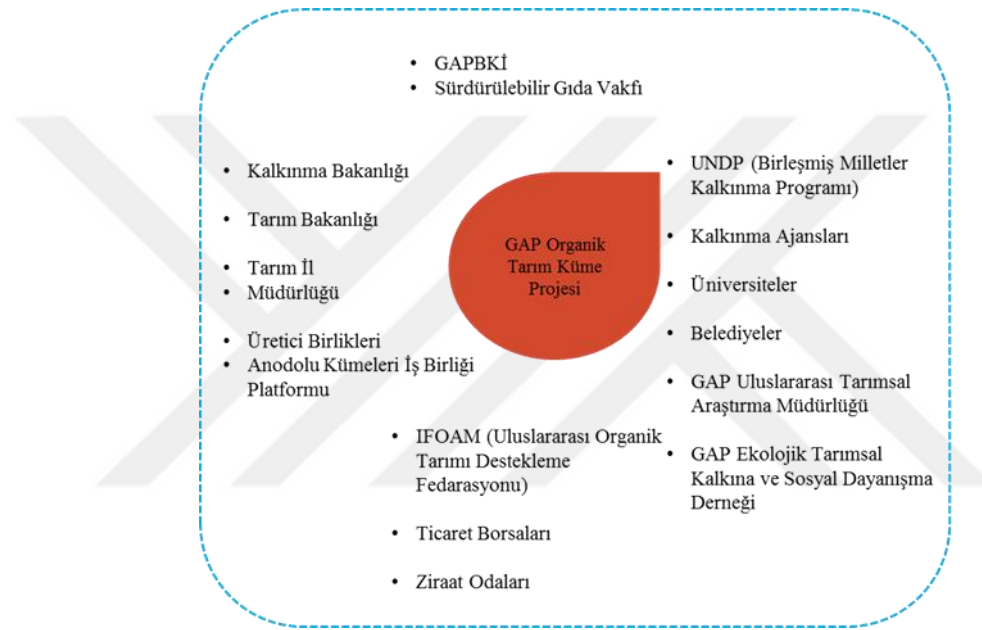 • GAPBKİ
• Sürdürülebilir Gıda Vakfı
• Kalkınma Bakanlığı
• Tarım Bakanlığı
• Tarım İl
• Müdürlüğü
• Üretici Birlikleri
• Anodolu Kümeleri İş Birliği
Platformu
GAP Organik
Tarım Küme
Projesi
• UNDP (Birleşmiş Milletler
Kalkınma Programı)
• Kalkınma Ajansları
• Üniversiteler
• Belediyeler
• GAP Uluslararası Tarımsal
Araştırma Müdürlüğü
• GAP Ekolojik Tarımsal
Kalkına ve Sosyal Dayanışma
Derneği
• IFOAM (Uluslararası Organik
Tarımı Destekleme
Fedarasyonu)
• Ticaret Borsaları
• Ziraat Odaları